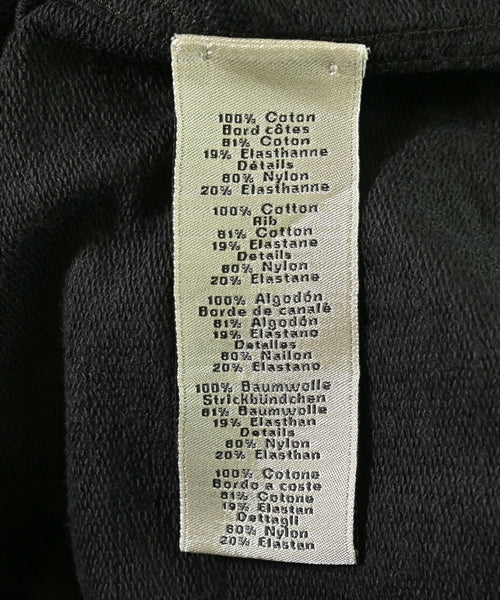 100% Coton
Bord côtes
81% Coton
19% Elasthanne
Détails
80% Nylon
20% Elasthanne
100% Cotton
Rib
81% Cotton
19% Elastane
Details
80% Nylon
20% Elastane
100% Algodón
Borde de canalé
81% Algodón
19% Elastano
Detalles
80% Nailon
20% Elastano
100% Baumwolle
Strickbündchen
81% Baumwolle
19% Elasthan
Details
80% Nylon
20% Elasthan
100% Cotone
Bordo a coste
81% Cotone
19% Elastan
Dettagli
80% Nylon
20% Elastan